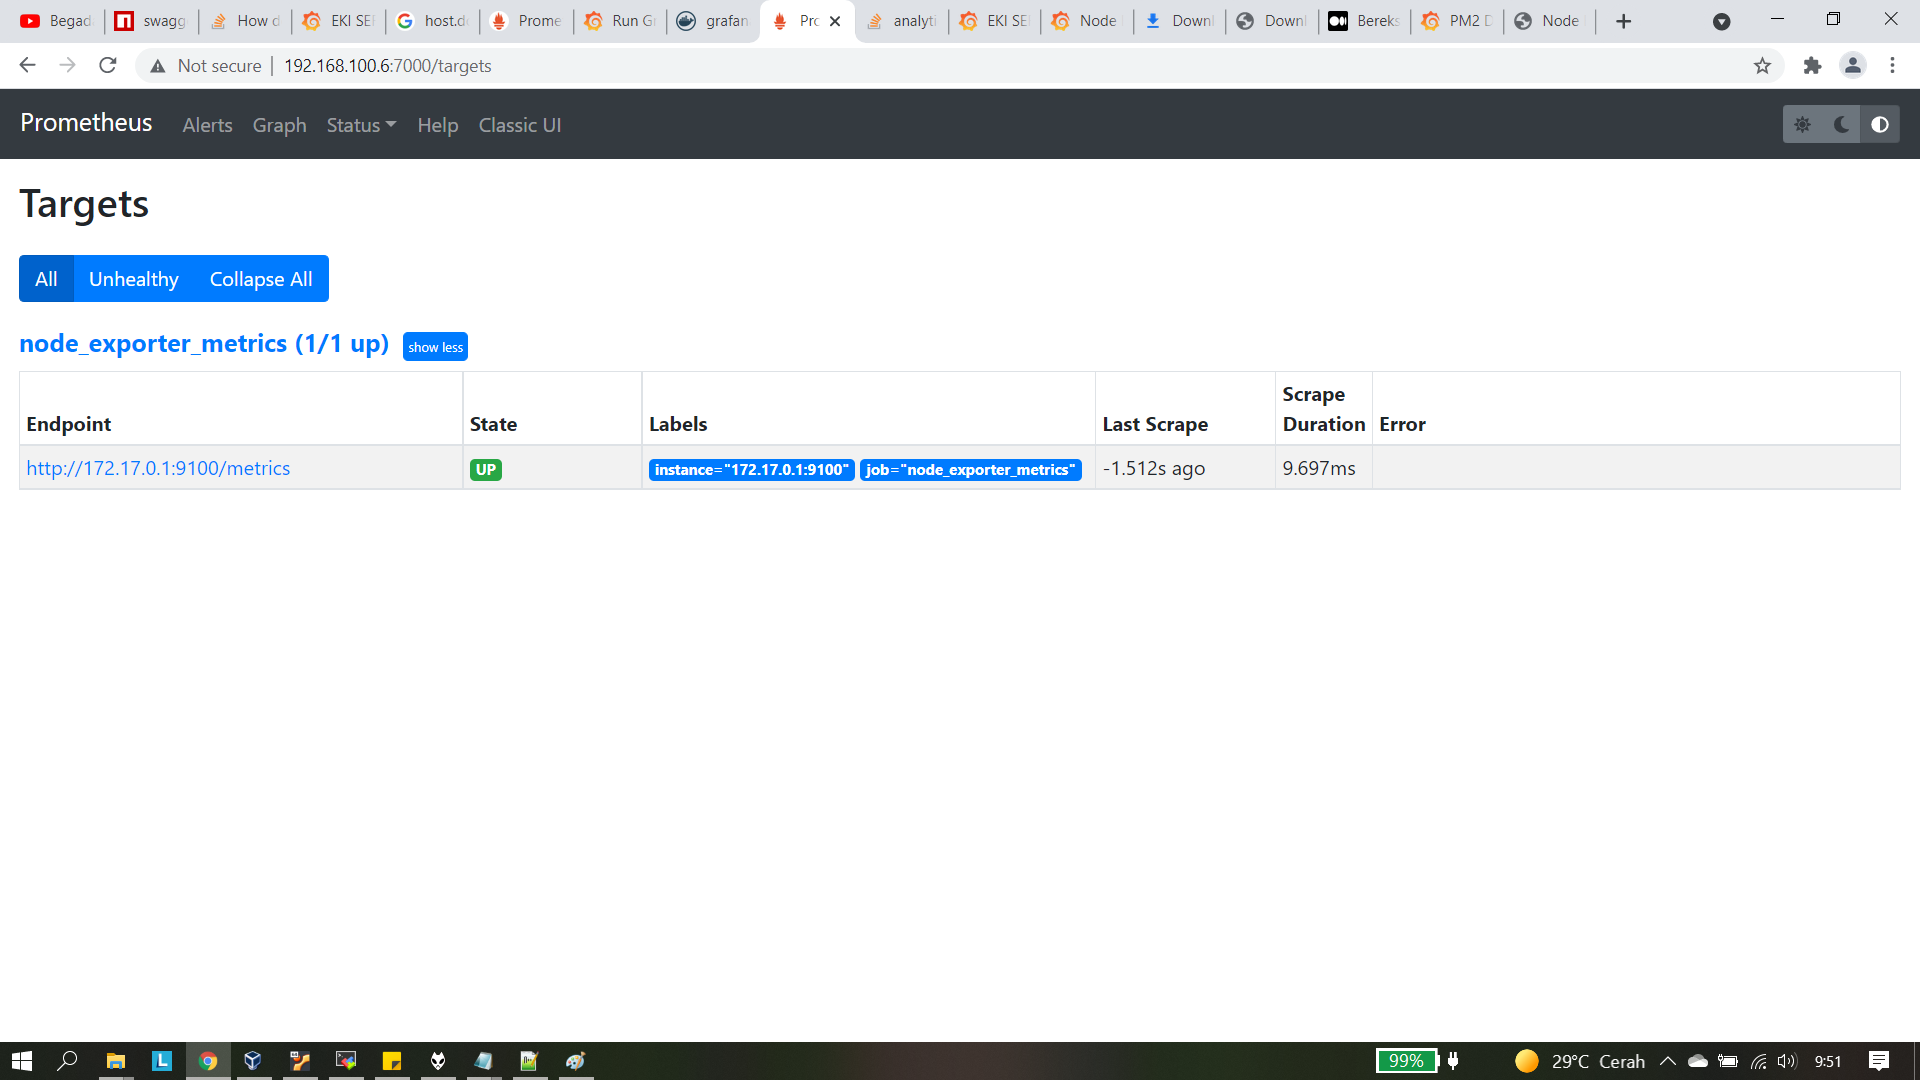 Begad
swagg
How d
EKI SE
host.d
Prome
Run G
grafan
Pro
analyti
EKI SE
Node
Down
Down
Bereks
PM2 D
Node
Not secure
192.168.100.6:7000/targets
Prometheus
Alerts
Graph
Status
Help
Classic UI
Targets
All
Unhealthy
Collapse All
node_exporter_metrics (1/1 up)
show less
Endpoint
State
Labels
Last Scrape
Scrape
Duration
Error
http://172.17.0.1:9100/metrics
UP
instance="172.17.0.1:9100"
job="node_exporter_metrics"
-1.512s ago
9.697ms
L
99%
29°C Cerah
9:51